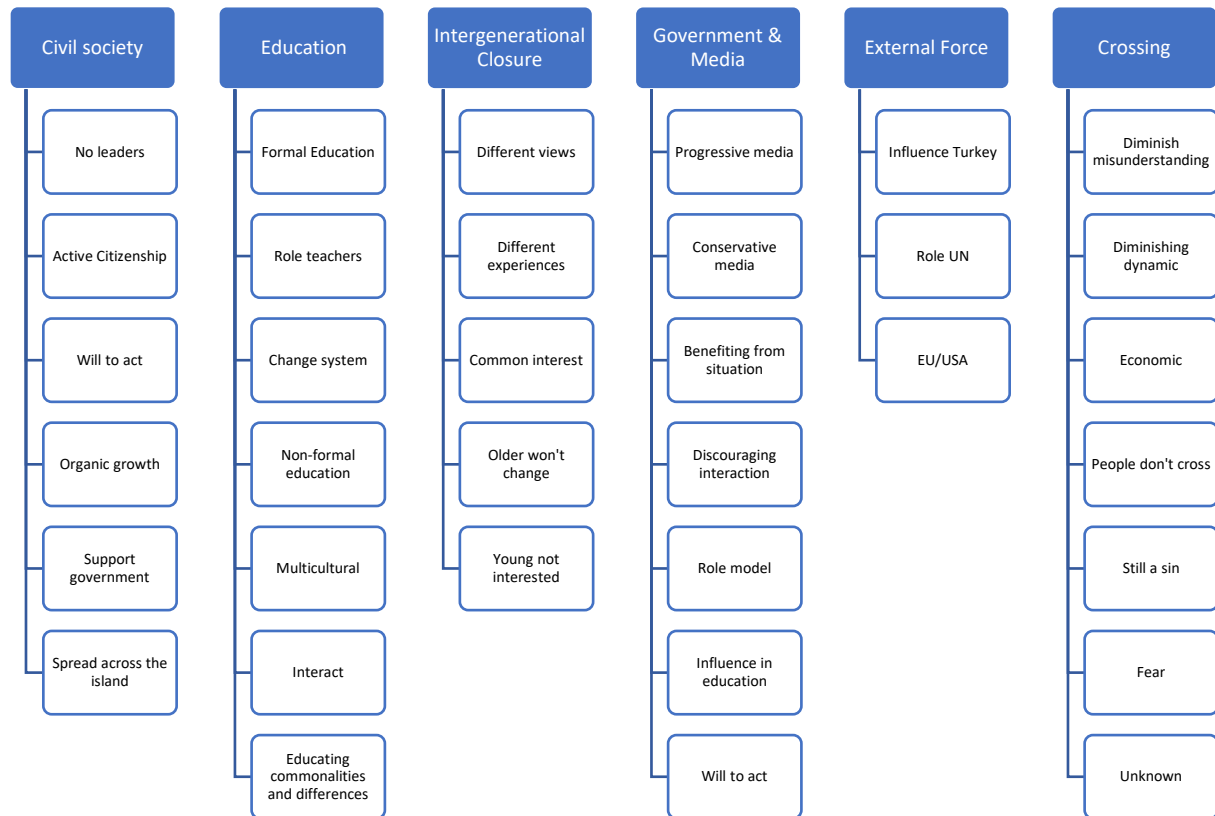 Civil society
No leaders
Active Citizenship
Will to act
Organic growth
Support
government
Spread across the
island
Education
Formal Education
Role teachers
Change system
Non-formal
education
Multicultural
Interact
Educating
commonalities
and differences
Intergenerational
Closure
Different views
Different
experiences
Common interest
Older won't
change
Young not
interested
Government &
Media
Progressive media
Conservative
media
Benefiting from
situation
Discouraging
interaction
Role model
Influence in
education
Will to act
External Force
Influence Turkey
Role UN
EU/USA
Crossing
Diminish
misunderstanding
Diminishing
dynamic
Economic
People don't cross
Still a sin
Fear
Unknown